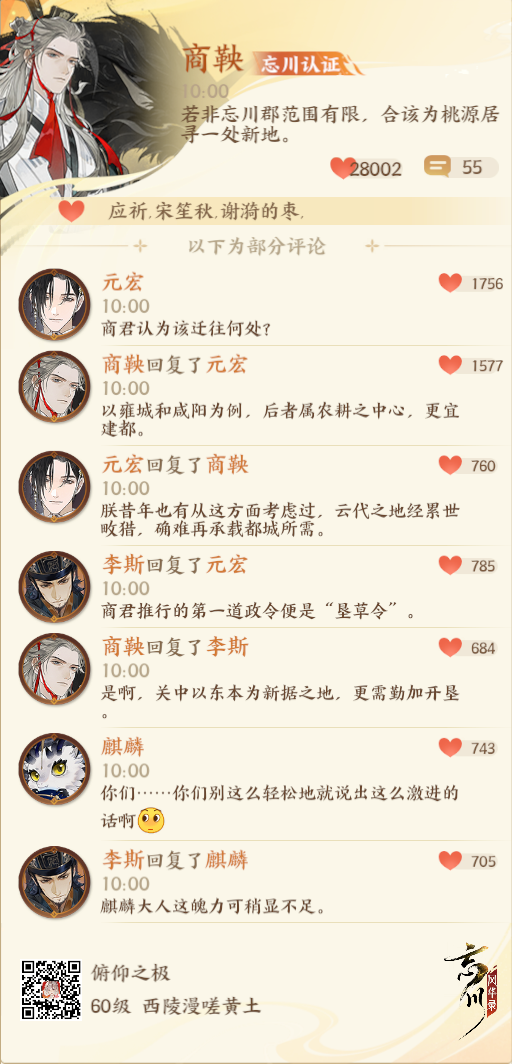 商鞅 忘川认证
10:00
若非忘川郡范围有限，合该为桃源居
寻一处新地。
28002 55
应祈,宋笙秋,谢漪的枣,
以下为部分评论
元宏 1756
10:00
商君认为该迁往何处?
商鞅回复了元宏 1577
10:00
以雍城和咸阳为例，后者属农耕之中心，更宜
建都。
元宏回复了商鞅 760
10:00
朕昔年也有从这方面考虑过，云代之地经累世
畋猎，确难再承载都城所需。
李斯回复了元宏 785
10:00
商君推行的第一道政令便是“垦草令”。
商鞅回复了李斯 684
10:00
是啊，关中以东本为新据之地，更需勤加开垦
。
麒麟 743
10:00
你们……你们别这么轻松地就说出这么激进的
话啊
李斯回复了麒麟 705
10:00
麒麟大人这魄力可稍显不足。
俯仰之极
60级 西陵漫嗟黄土
忘川
风华录